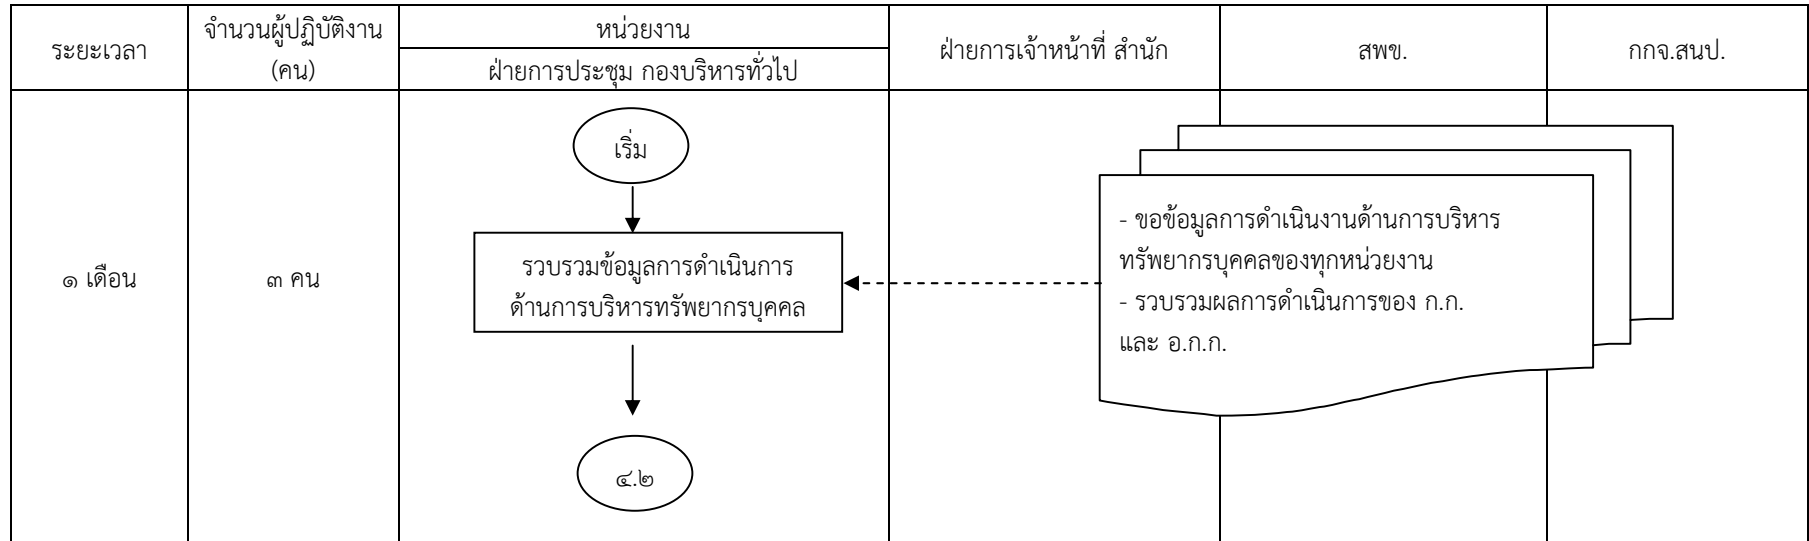 ระยะเวลา
จำนวนผู้ปฏิบัติงาน
(คน)
หน่วยงาน
ฝ่ายการประชุม กองบริหารทั่วไป
ฝ่ายการเจ้าหน้าที่ สำนัก
สพข.
กกจ.สนป.
๑ เดือน
๓ คน
เริ่ม
รวบรวมข้อมูลการดำเนินการ
ด้านการบริหารทรัพยากรบุคคล
๔.๒
- ขอข้อมูลการดำเนินงานด้านการบริหาร
ทรัพยากรบุคคลของทุกหน่วยงาน
- รวบรวมผลการดำเนินการของ ก.ก.
และ อ.ก.ก.